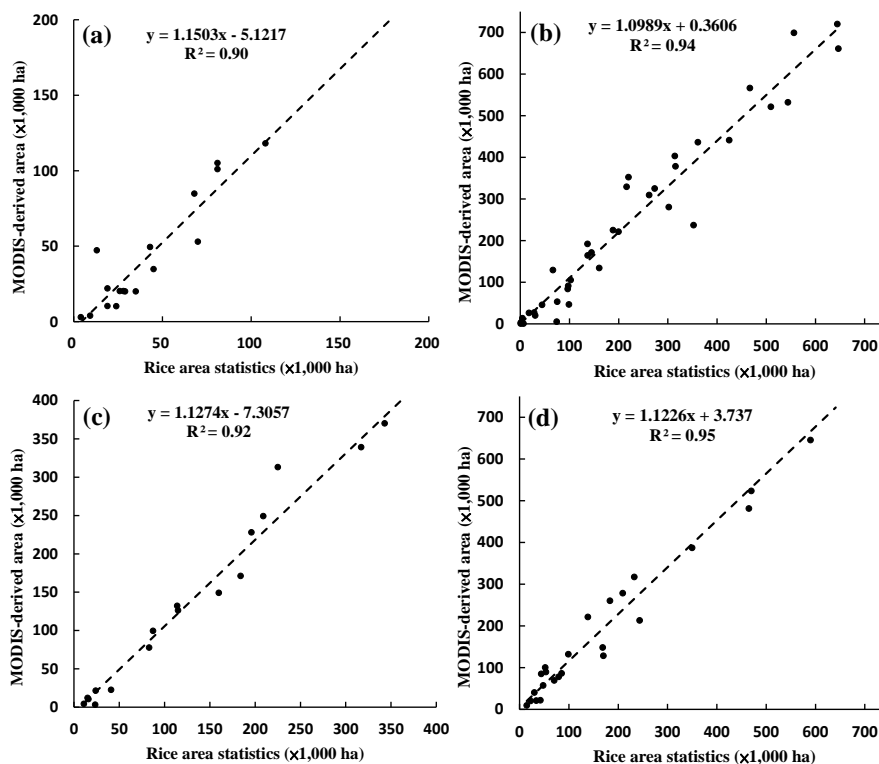 (a)
y = 1.1503x - 5.1217
R² = 0.90
MODIS-derived area (×1,000 ha)
200
150
100
50
0
0 50 100 150 200
Rice area statistics (×1,000 ha)
(b)
y = 1.0989x + 0.3606
R² = 0.94
MODIS-derived area (×1,000 ha)
700
600
500
400
300
200
100
0
0 100 200 300 400 500 600 700
Rice area statistics (×1,000 ha)
(c)
y = 1.1274x - 7.3057
R² = 0.92
MODIS-derived area (×1,000 ha)
400
350
300
250
200
150
100
50
0
0 50 100 150 200 250 300 350 400
Rice area statistics (×1,000 ha)
(d)
y = 1.1226x + 3.737
R² = 0.95
MODIS-derived area (×1,000 ha)
700
600
500
400
300
200
100
0
0 100 200 300 400 500 600 700
Rice area statistics (×1,000 ha)